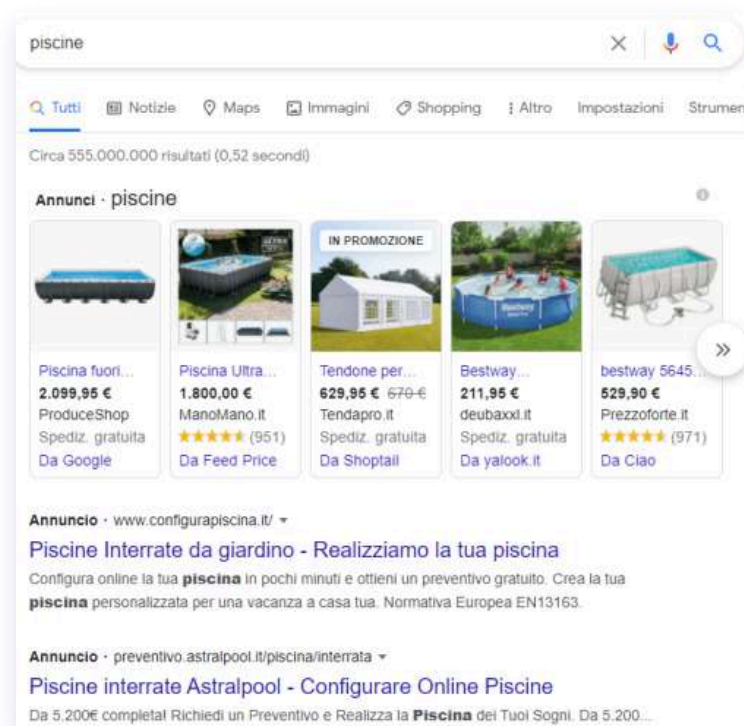 piscine
Tutti Notizie Maps Immagini Shopping Altro Impostazioni Strumen
Circa 555.000.000 risultati (0,52 secondi)
Annunci · piscine
IN PROMOZIONE
Bestway
Piscina fuori...
2.099,95 €
ProduceShop
Spediz. gratuita
Da Google
Piscina Ultra...
1.800,00 €
ManoMano.it
(951)
Da Feed Price
Tendone per...
629,95 € 670 €
Tendapro.it
Spediz. gratuita
Da Shoptail
Bestway...
211,95 €
deubaxxl.it
Spediz. gratuita
Da yalook.it
bestway 5645...
529,90 €
Prezzoforte.it
(971)
Da Ciao
Annuncio · www.configurapiscina.it/
Piscine Interrate da giardino - Realizziamo la tua piscina
Configura online la tua piscina in pochi minuti e ottieni un preventivo gratuito. Crea la tua
piscina personalizzata per una vacanza a casa tua. Normativa Europea EN13163.
Annuncio · preventivo.astralpool.it/piscina/interrata
Piscine interrate Astralpool - Configurare Online Piscine
Da 5.200€ completa! Richiedi un Preventivo e Realizza la Piscina dei Tuoi Sogni. Da 5.200...